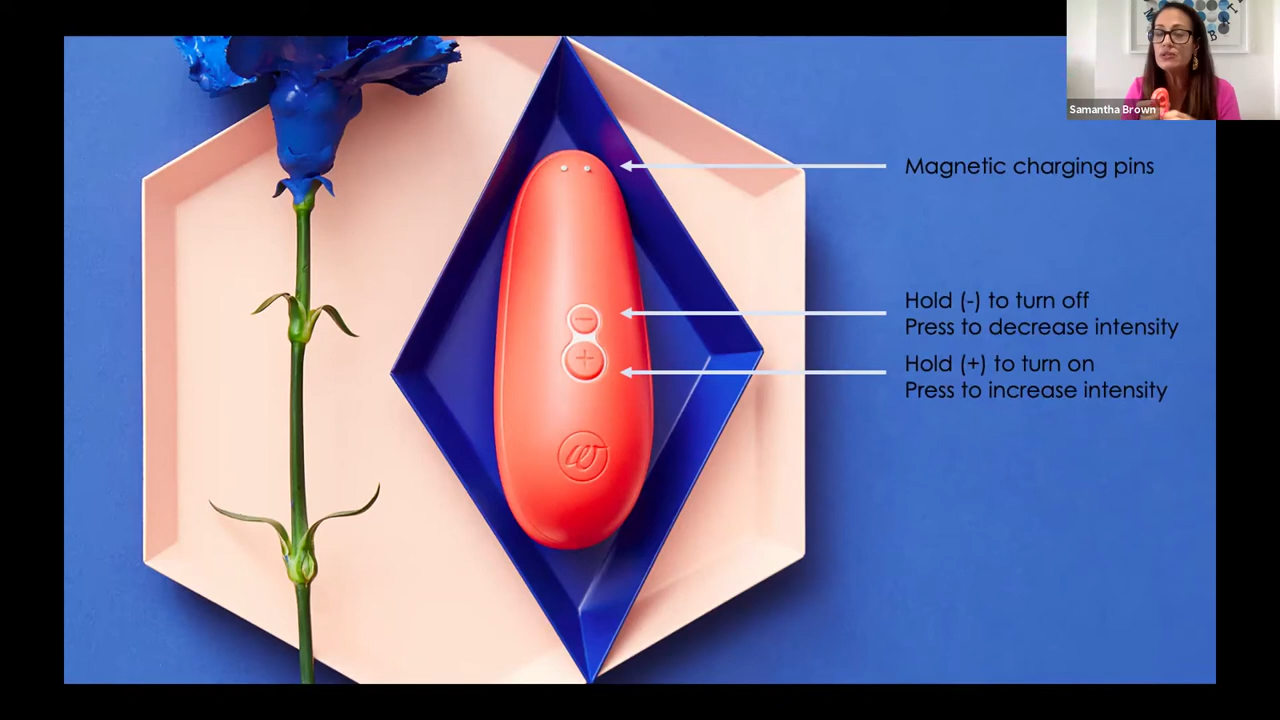 Samantha Brown
Magnetic charging pins
Hold (-) to turn off
Press to decrease intensity
Hold (+) to turn on
Press to increase intensity
w